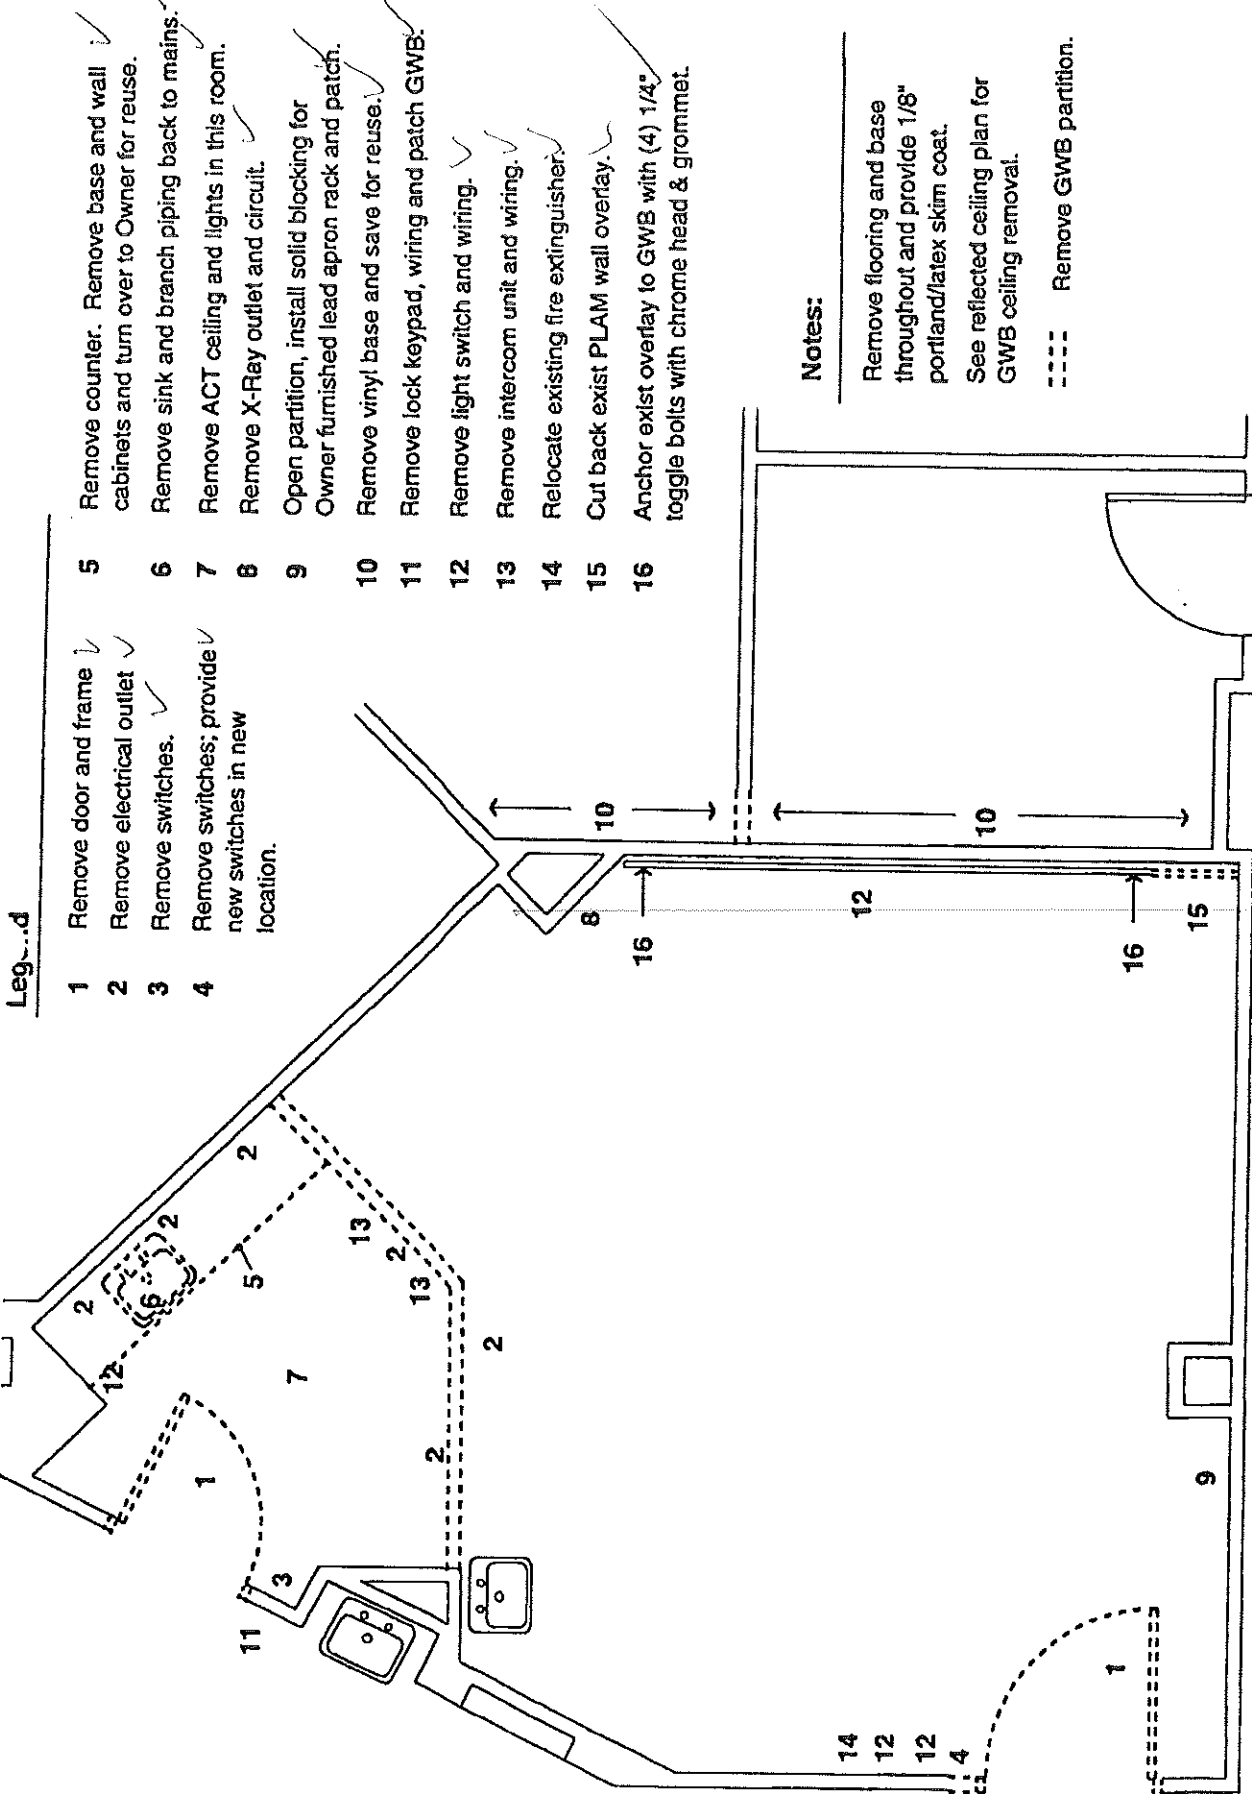 Legend
1 Remove door and frame
2 Remove electrical outlet
3 Remove switches.
4 Remove switches; provide
new switches in new
location.
5 Remove counter. Remove base and wall
cabinets and turn over to Owner for reuse.
6 Remove sink and branch piping back to mains.
7 Remove ACT ceiling and lights in this room.
8 Remove X-Ray outlet and circuit.
9 Open partition, install solid blocking for
Owner furnished lead apron rack and patch.
10 Remove vinyl base and save for reuse.
11 Remove lock keypad, wiring and patch GWB.
12 Remove light switch and wiring.
13 Remove intercom unit and wiring.
14 Relocate existing fire extinguisher.
15 Cut back exist PLAM wall overlay.
16 Anchor exist overlay to GWB with (4) 1/4"
toggle bolts with chrome head & grommet.
Notes:
Remove flooring and base
throughout and provide 1/8"
portland/latex skim coat.
See reflected ceiling plan for
GWB ceiling removal.
Remove GWB partition.
2
12
6
2
1
2
11
5
3
7
13
2
13
2
2
8
10
16
14
12
12
12
4
10
1
16
15
9